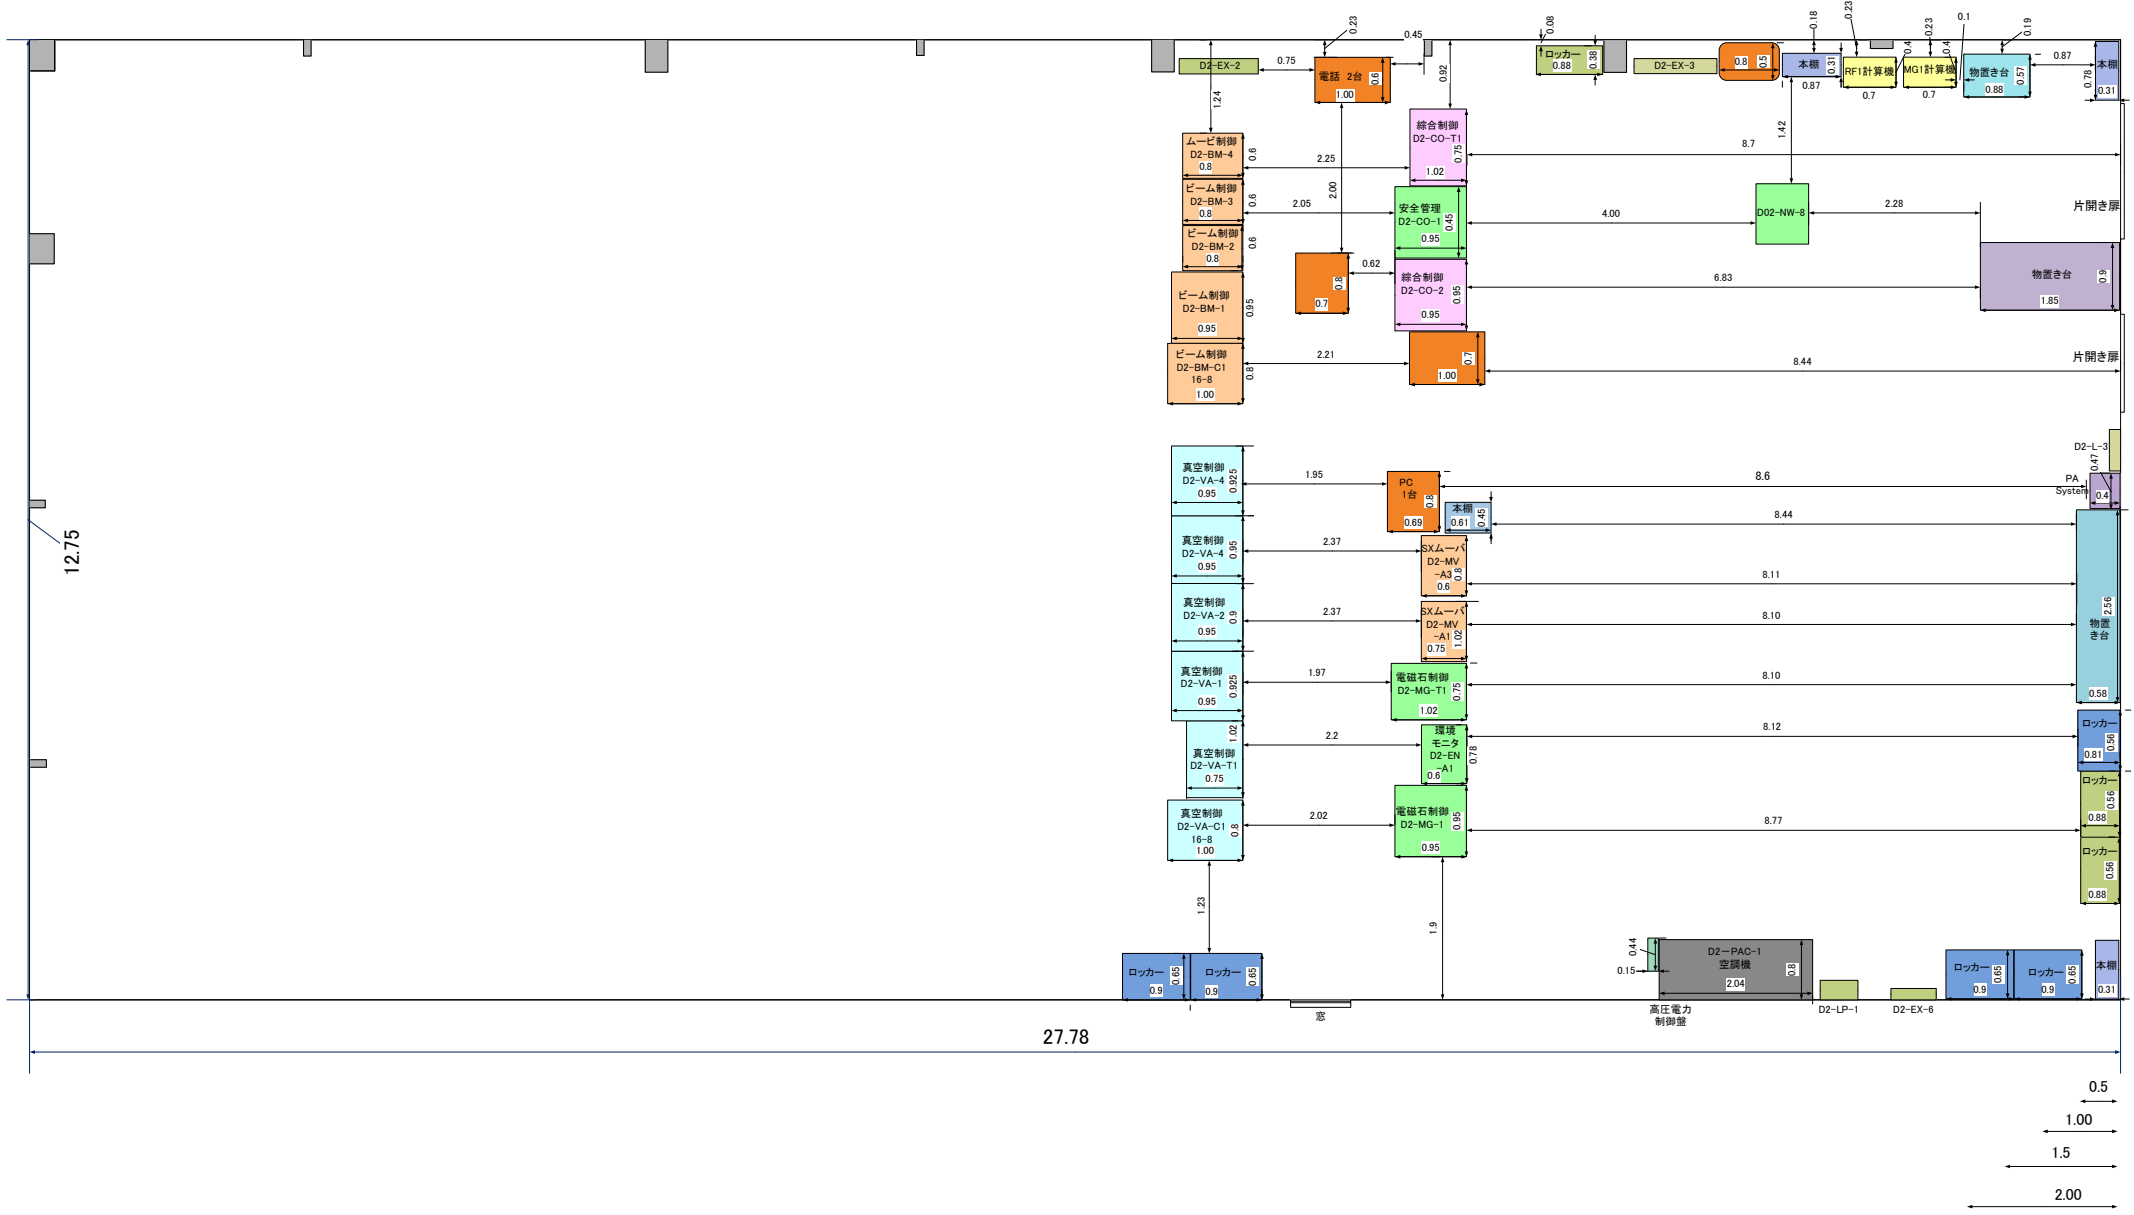 0.23
0.45
0.08
0.18
0.23
0.23
0.1
0.19
D2-EX-2
0.75
電話 2台
0.6
1.00
0.92
ロッカー
0.88
0.38
D2-EX-3
0.8
0.5
本棚
0.31
0.87
0.4
RF1計算機
0.7
0.4
MG1計算機
0.7
物置き台
0.57
0.88
0.87
0.78
本棚
0.31
1.24
ムービ制御
D2-BM-4
0.8
0.6
2.25
綜合制御
D2-CO-T1
0.75
1.02
8.7
1.42
ビーム制御
D2-BM-3
0.8
0.6
2.05
2.00
安全管理
D2-CO-1
0.45
0.95
4.00
D02-NW-8
2.28
片開き扉
ビーム制御
D2-BM-2
0.8
0.6
0.8
0.7
0.62
綜合制御
D2-CO-2
0.95
0.95
6.83
物置き台
0.9
1.85
ビーム制御
D2-BM-1
0.95
0.95
ビーム制御
D2-BM-C1
16-8
1.00
0.8
2.21
0.7
1.00
8.44
片開き扉
D2-L-3
真空制御
D2-VA-4
0.95
0.925
1.95
PC
1台
0.8
0.69
8.6
0.47
PA
System
0.4
本棚
0.61
0.45
8.44
真空制御
D2-VA-4
0.95
0.95
2.37
SXムーバ
D2-MV
-A3
0.6
0.8
8.11
真空制御
D2-VA-2
0.95
0.9
2.37
SXムーバ
D2-MV
-A1
0.75
1.02
8.10
2.56
物置
き台
0.58
真空制御
D2-VA-1
0.95
0.925
1.97
電磁石制御
D2-MG-T1
0.75
1.02
8.10
1.02
真空制御
D2-VA-T1
0.75
2.2
環境
モニタ
D2-EN
-A1
0.6
0.78
8.12
ロッカー
0.56
0.81
真空制御
D2-VA-C1
16-8
1.00
0.8
2.02
電磁石制御
D2-MG-1
0.95
0.95
8.77
ロッカー
0.56
0.88
ロッカー
0.56
0.88
12.75
1.23
1.9
ロッカー
0.65
0.9
ロッカー
0.65
0.9
窓
0.44
0.15
D2-PAC-1
空調機
0.8
2.04
高圧電力
制御盤
D2-LP-1
D2-EX-6
ロッカー
0.65
0.9
ロッカー
0.65
0.9
本棚
0.31
27.78
0.5
1.00
1.5
2.00